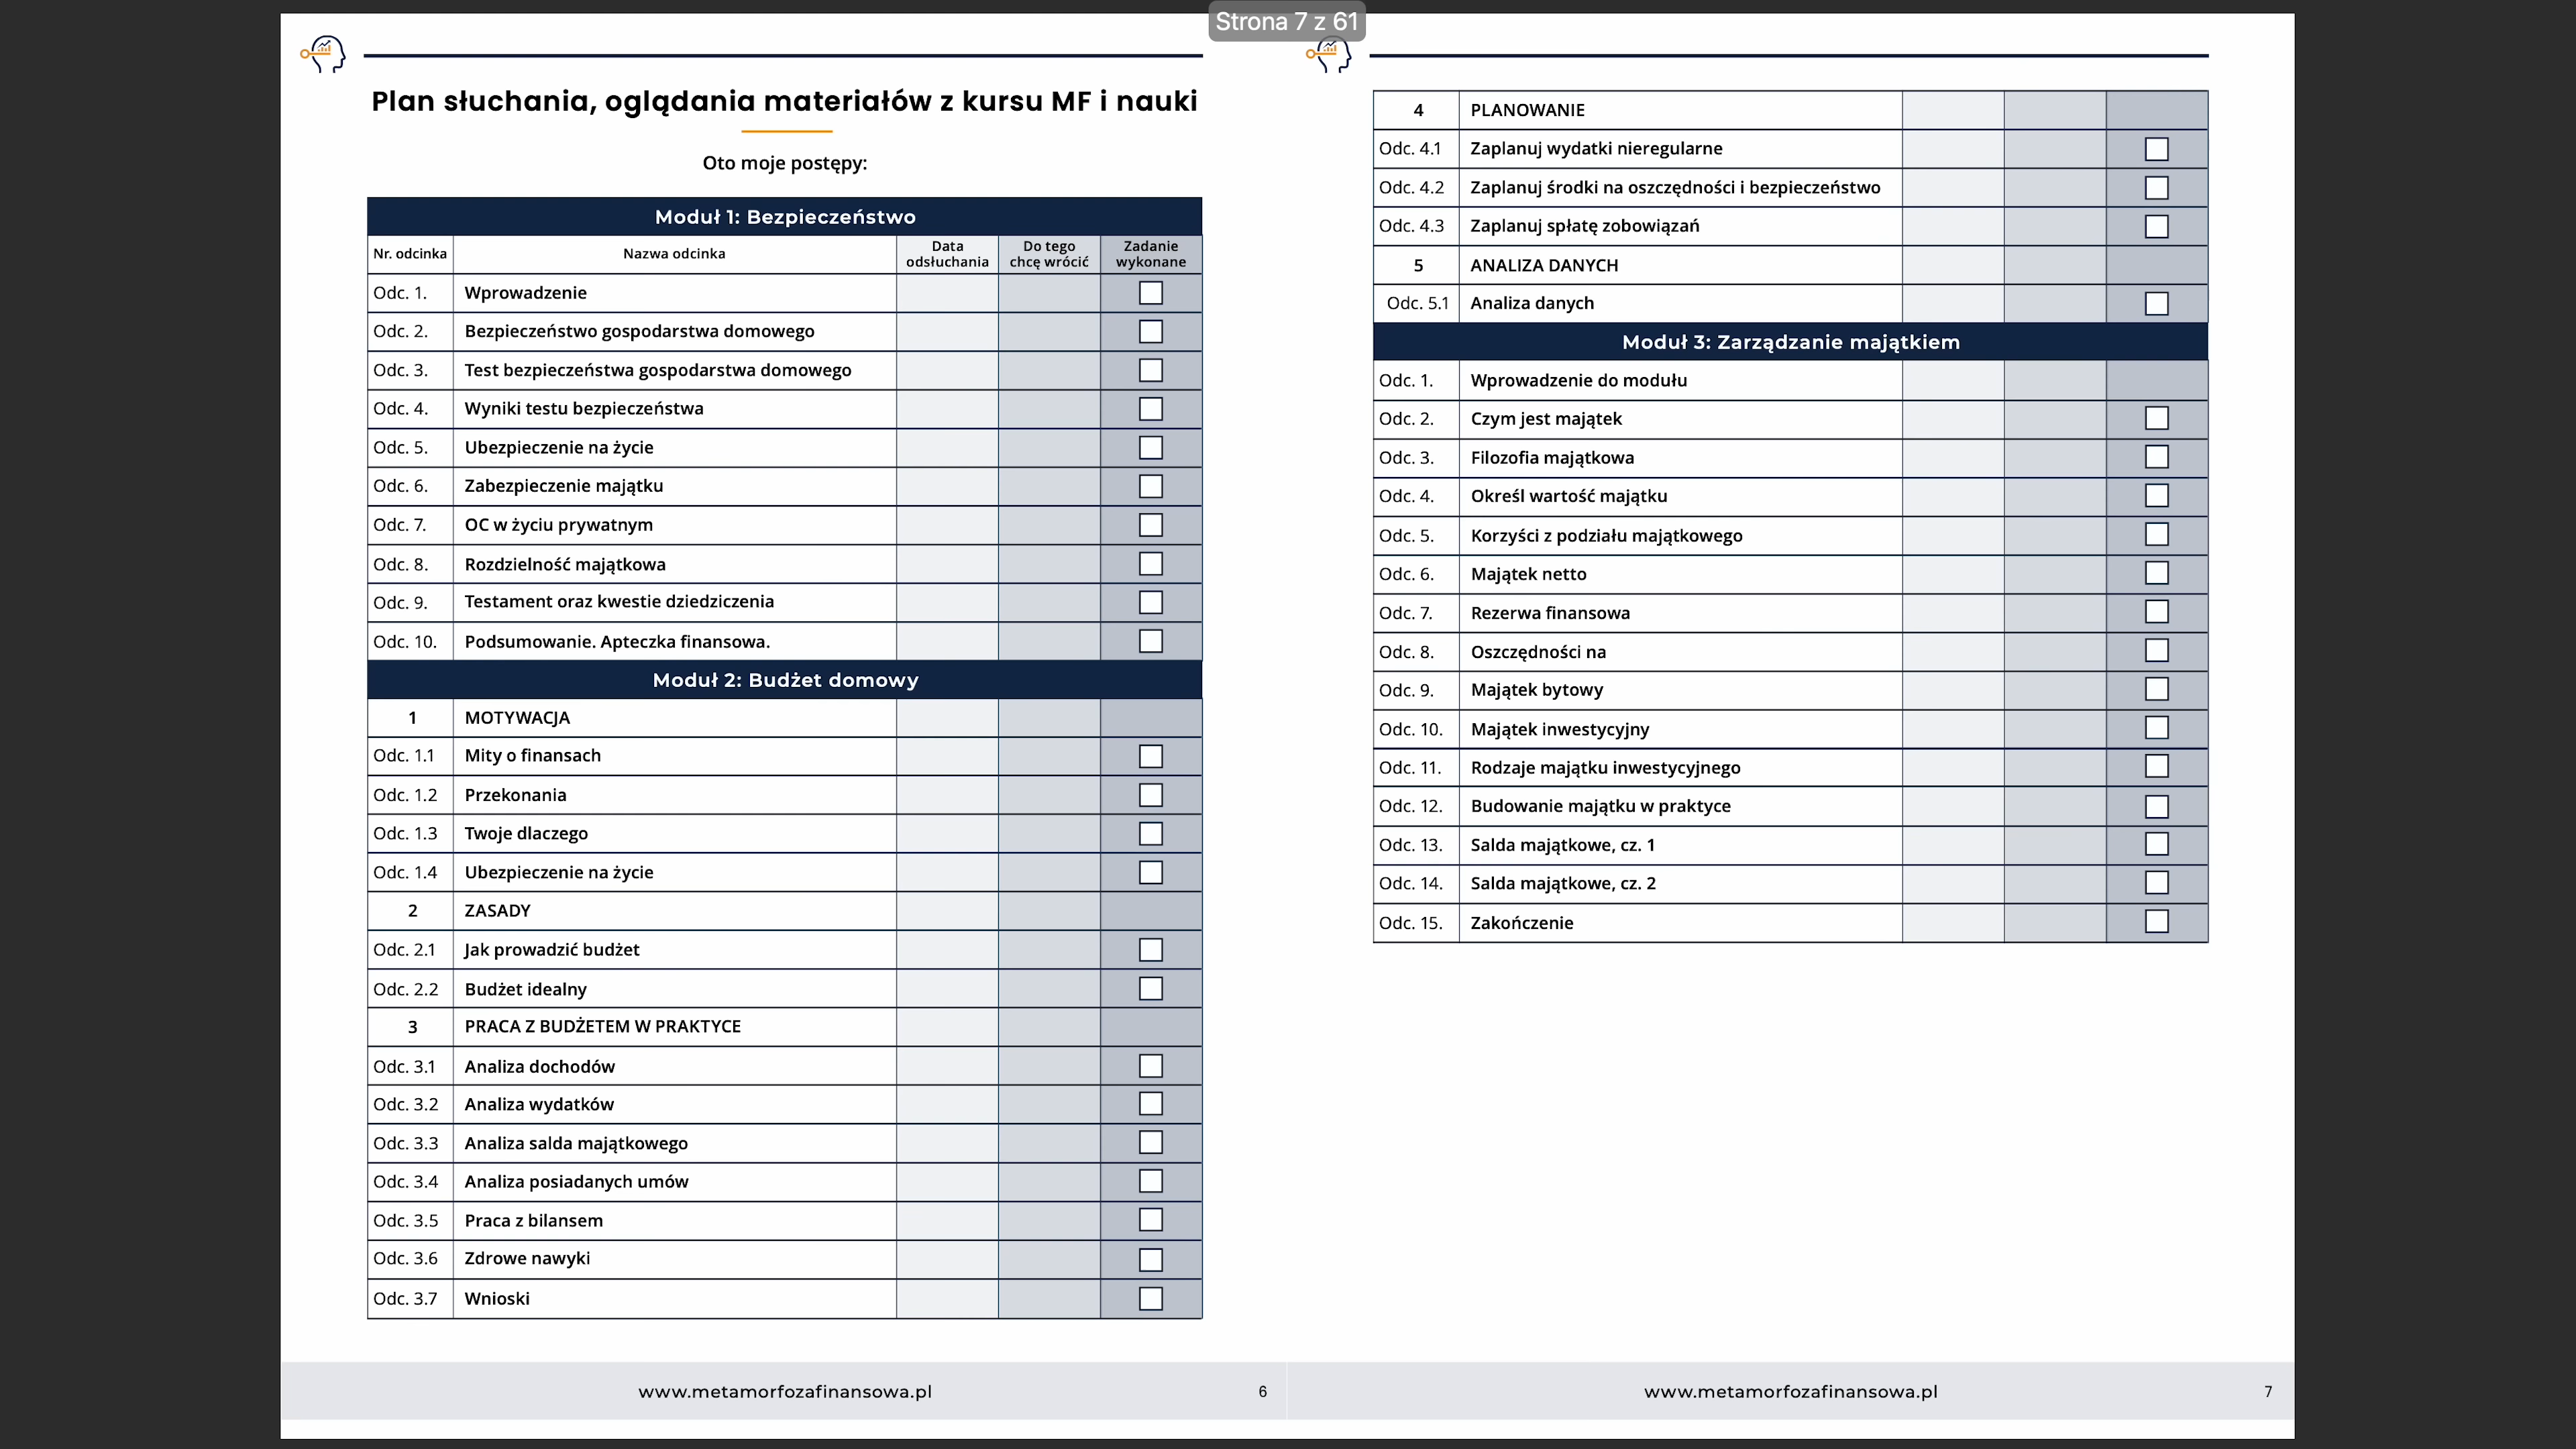 Strona 7 z 61
Plan słuchania, oglądania materiałów z kursu MF i nauki
Oto moje postępy:
Moduł 1: Bezpieczeństwo
Nr. odcinka Nazwa odcinka Data odsłuchania Do tego chcę wrócić Zadanie wykonane
Odc. 1. Wprowadzenie
Odc. 2. Bezpieczeństwo gospodarstwa domowego
Odc. 3. Test bezpieczeństwa gospodarstwa domowego
Odc. 4. Wyniki testu bezpieczeństwa
Odc. 5. Ubezpieczenie na życie
Odc. 6. Zabezpieczenie majątku
Odc. 7. OC w życiu prywatnym
Odc. 8. Rozdzielność majątkowa
Odc. 9. Testament oraz kwestie dziedziczenia
Odc. 10. Podsumowanie. Apteczka finansowa.
Moduł 2: Budżet domowy
1 MOTYWACJA
Odc. 1.1 Mity o finansach
Odc. 1.2 Przekonania
Odc. 1.3 Twoje dlaczego
Odc. 1.4 Ubezpieczenie na życie
2 ZASADY
Odc. 2.1 Jak prowadzić budżet
Odc. 2.2 Budżet idealny
3 PRACA Z BUDŻETEM W PRAKTYCE
Odc. 3.1 Analiza dochodów
Odc. 3.2 Analiza wydatków
Odc. 3.3 Analiza salda majątkowego
Odc. 3.4 Analiza posiadanych umów
Odc. 3.5 Praca z bilansem
Odc. 3.6 Zdrowe nawyki
Odc. 3.7 Wnioski
www.metamorfozafinansowa.pl 6
4 PLANOWANIE
Odc. 4.1 Zaplanuj wydatki nieregularne
Odc. 4.2 Zaplanuj środki na oszczędności i bezpieczeństwo
Odc. 4.3 Zaplanuj spłatę zobowiązań
5 ANALIZA DANYCH
Odc. 5.1 Analiza danych
Moduł 3: Zarządzanie majątkiem
Odc. 1. Wprowadzenie do modułu
Odc. 2. Czym jest majątek
Odc. 3. Filozofia majątkowa
Odc. 4. Określ wartość majątku
Odc. 5. Korzyści z podziału majątkowego
Odc. 6. Majątek netto
Odc. 7. Rezerwa finansowa
Odc. 8. Oszczędności na
Odc. 9. Majątek bytowy
Odc. 10. Majątek inwestycyjny
Odc. 11. Rodzaje majątku inwestycyjnego
Odc. 12. Budowanie majątku w praktyce
Odc. 13. Salda majątkowe, cz. 1
Odc. 14. Salda majątkowe, cz. 2
Odc. 15. Zakończenie
www.metamorfozafinansowa.pl 7